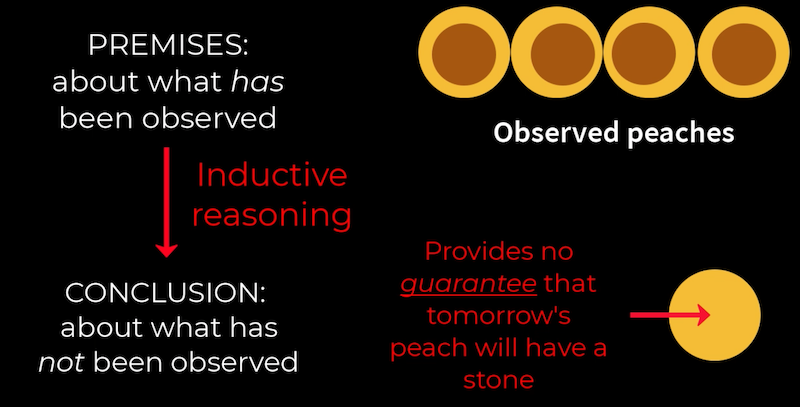 PREMISES:
about what has
been observed
Observed peaches
Inductive
reasoning
CONCLUSION:
about what has
not been observed
Provides no
guarantee that
tomorrow's
peach will have a
stone